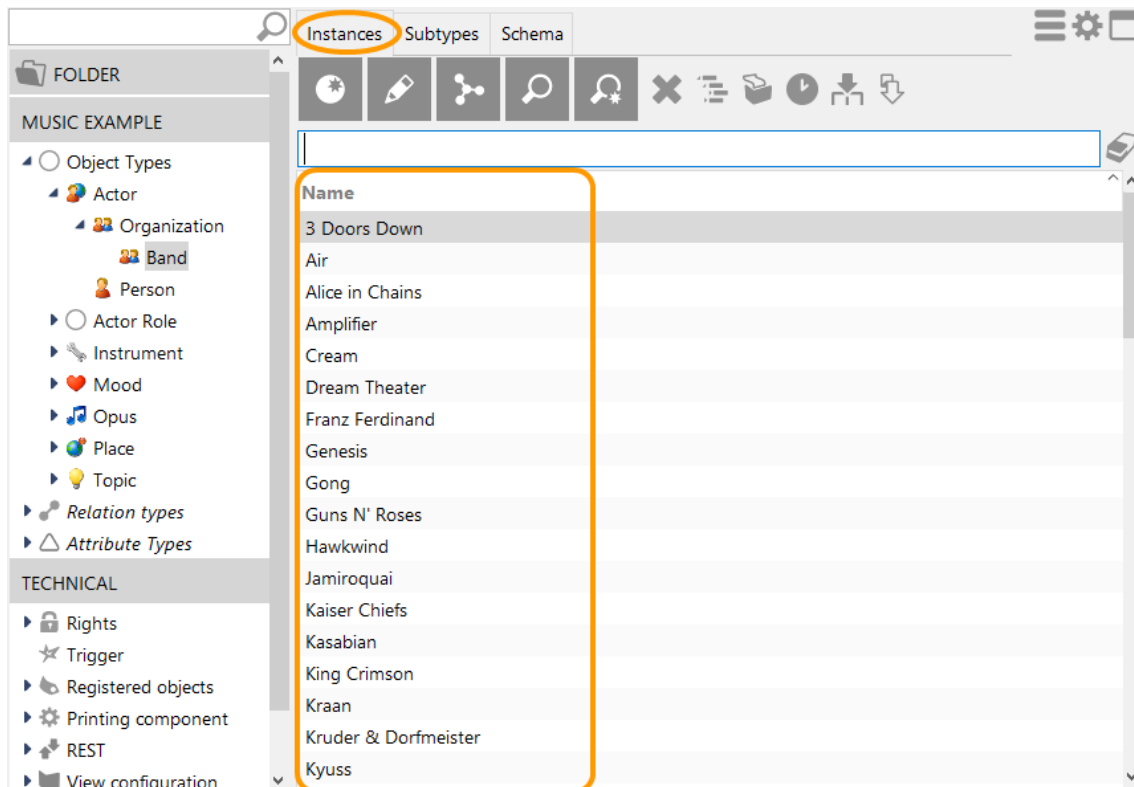 FOLDER
MUSIC EXAMPLE
Object Types
Actor
Organization
Band
Person
Actor Role
Instrument
Mood
Opus
Place
Topic
Relation types
Attribute Types
TECHNICAL
Rights
Trigger
Registered objects
Printing component
REST
View configuration
Instances Subtypes Schema
Name
3 Doors Down
Air
Alice in Chains
Amplifier
Cream
Dream Theater
Franz Ferdinand
Genesis
Gong
Guns N' Roses
Hawkwind
Jamiroquai
Kaiser Chiefs
Kasabian
King Crimson
Kraan
Kruder & Dorfmeister
Kyuss